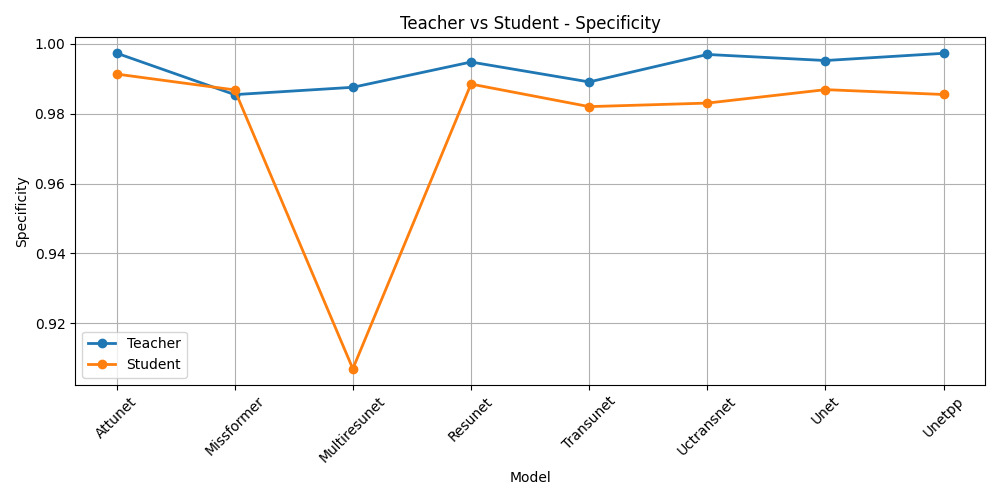 Teacher vs Student - Specificity
Specificity
1.00
0.98
0.96
0.94
0.92
Teacher
Student
Attunet
Missformer
Multiresunet
Resunet
Transunet
Uctransnet
Unet
Unetpp
Model